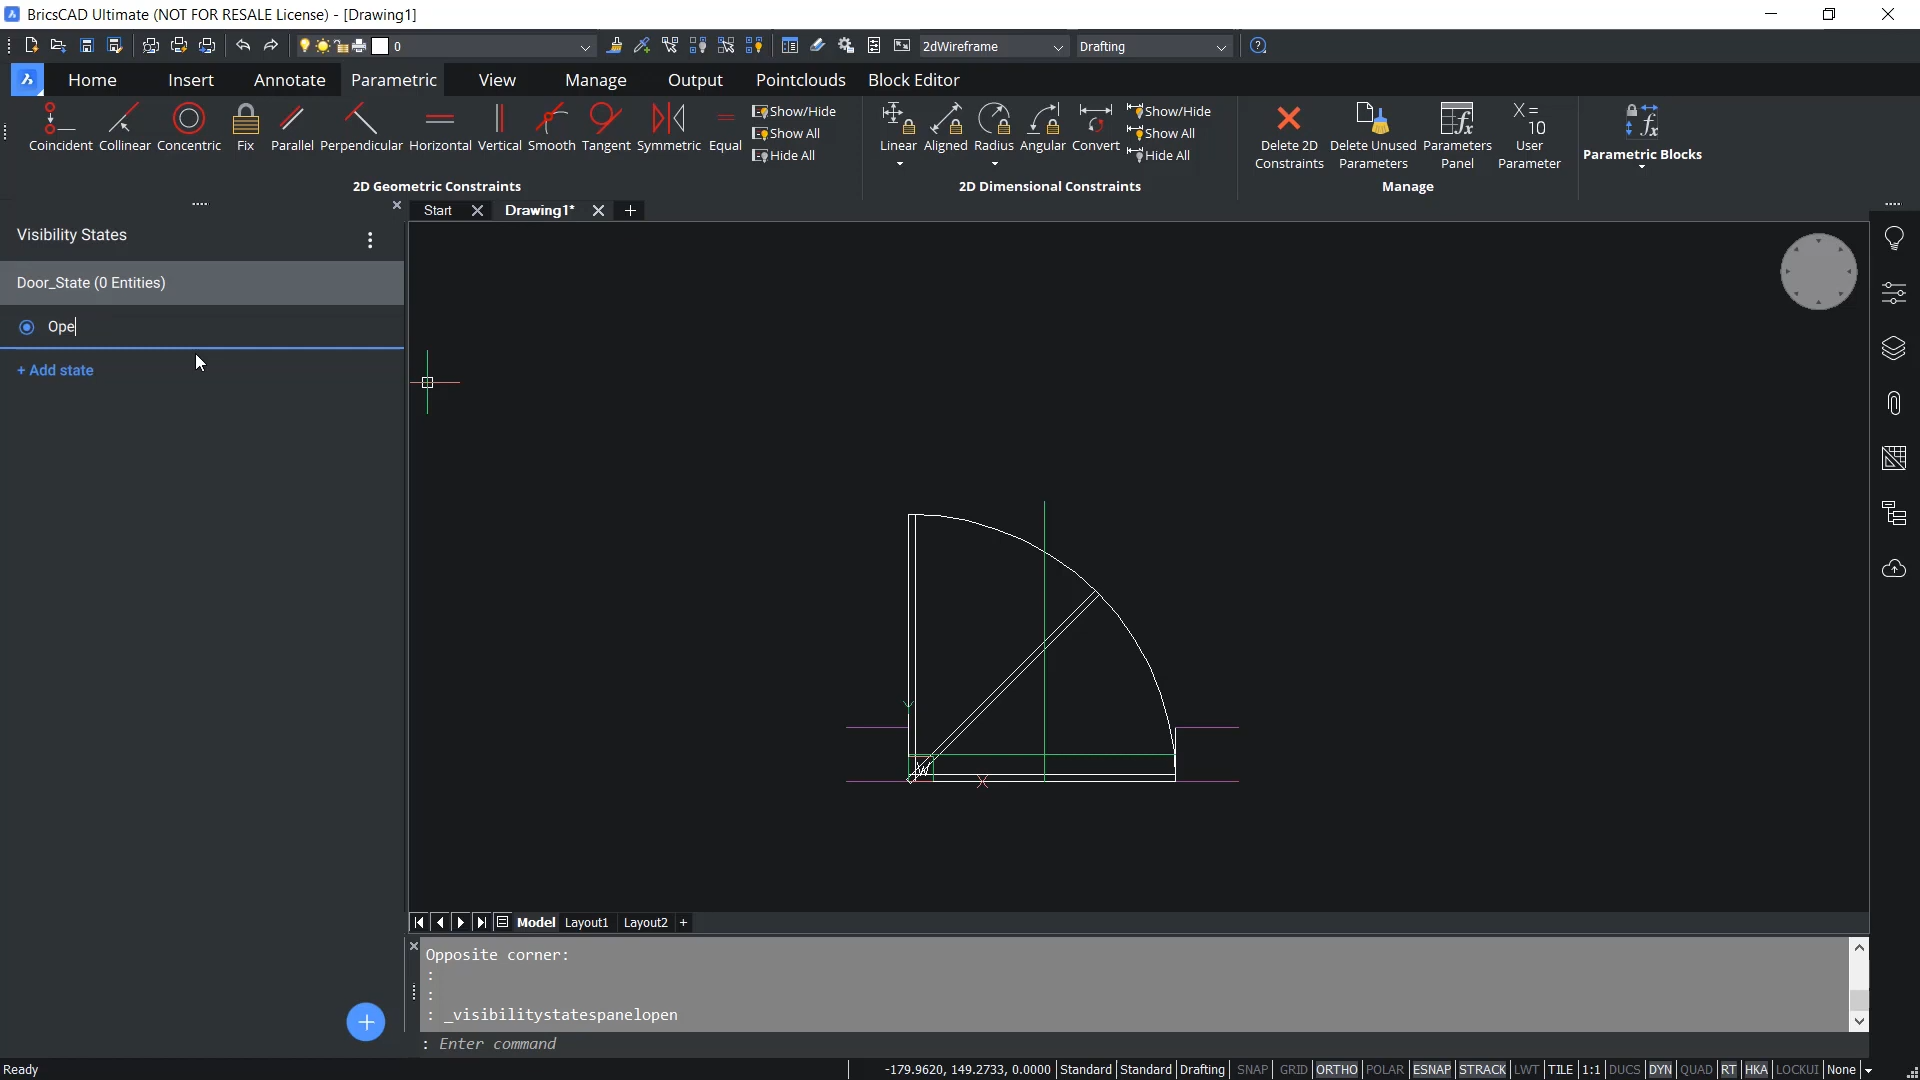 BricsCAD Ultimate (NOT FOR RESALE License) - [Drawing1]
0
2dWireframe
Drafting
Home
Insert
Annotate
Parametric
View
Manage
Output
Pointclouds
Block Editor
Coincident
Collinear
Concentric
Fix
Parallel
Perpendicular
Horizontal
Vertical
Smooth
Tangent
Symmetric
Equal
Show/Hide
Show All
Hide All
2D Geometric Constraints
Linear
Aligned
Radius
Angular
Convert
Show/Hide
Show All
Hide All
2D Dimensional Constraints
Delete 2D
Constraints
Delete Unused
Parameters
Parameters
Panel
X=
10
User
Parameter
Manage
Parametric Blocks
Start
Drawing1*
Visibility States
Door_State (0 Entities)
Ope
+ Add state
W
X
Model
Layout1
Layout2
+
Opposite corner:
:
:
: _visibilitystatespanelopen
: Enter command
Ready
-179.9620, 149.2733, 0.0000
Standard
Standard
Drafting
SNAP
GRID
ORTHO
POLAR
ESNAP
STRACK
LWT
TILE
1:1
DUCS
DYN
QUAD
RT
HKA
LOCKUI
None